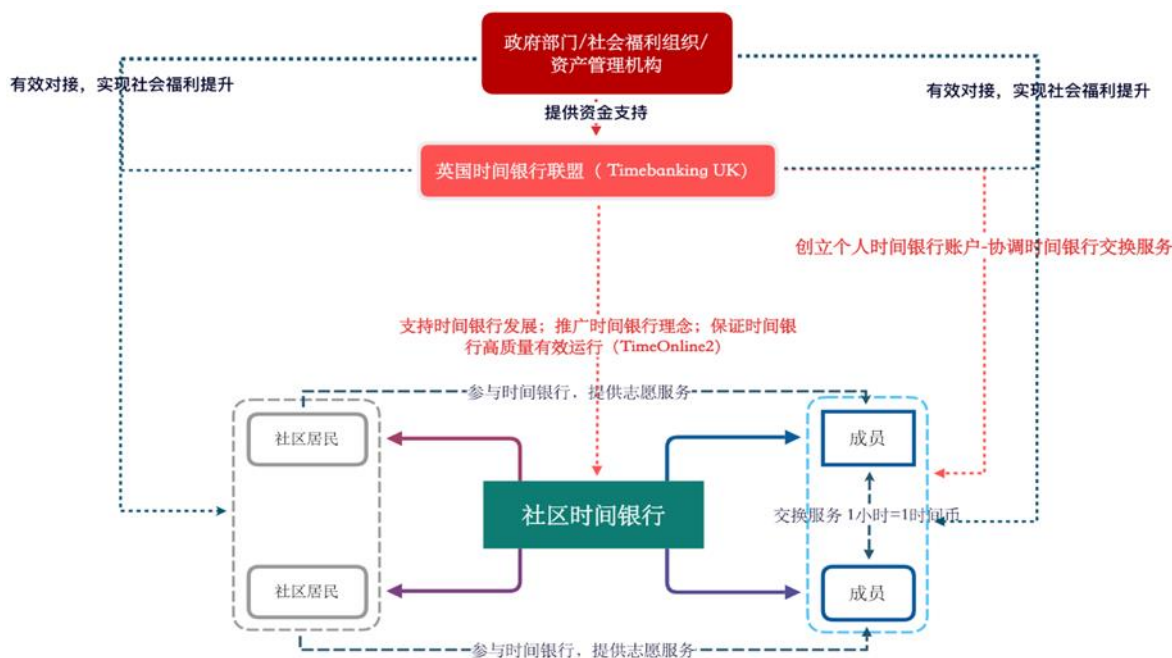 政府部门/社会福利组织/
资产管理机构
有效对接，实现社会福利提升
有效对接，实现社会福利提升
提供资金支持
英国时间银行联盟（ Timebanking UK）
创立个人时间银行账户-协调时间银行交换服务
支持时间银行发展；推广时间银行理念；保证时间银
行高质量有效运行（TimeOnline2）
参与时间银行，提供志愿服务
社区居民
成员
社区时间银行
交换服务 1小时=1时间币
社区居民
成员
参与时间银行，提供志愿服务